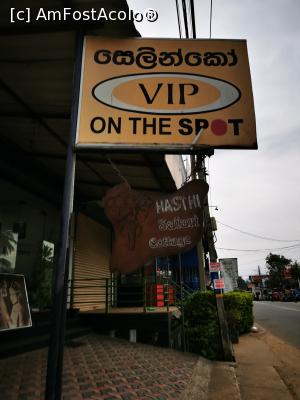 [c] AmFostAcolo®
සෙලින්කෝ
VIP
ON THE SPOT
HASTHI
Safari
Cottage